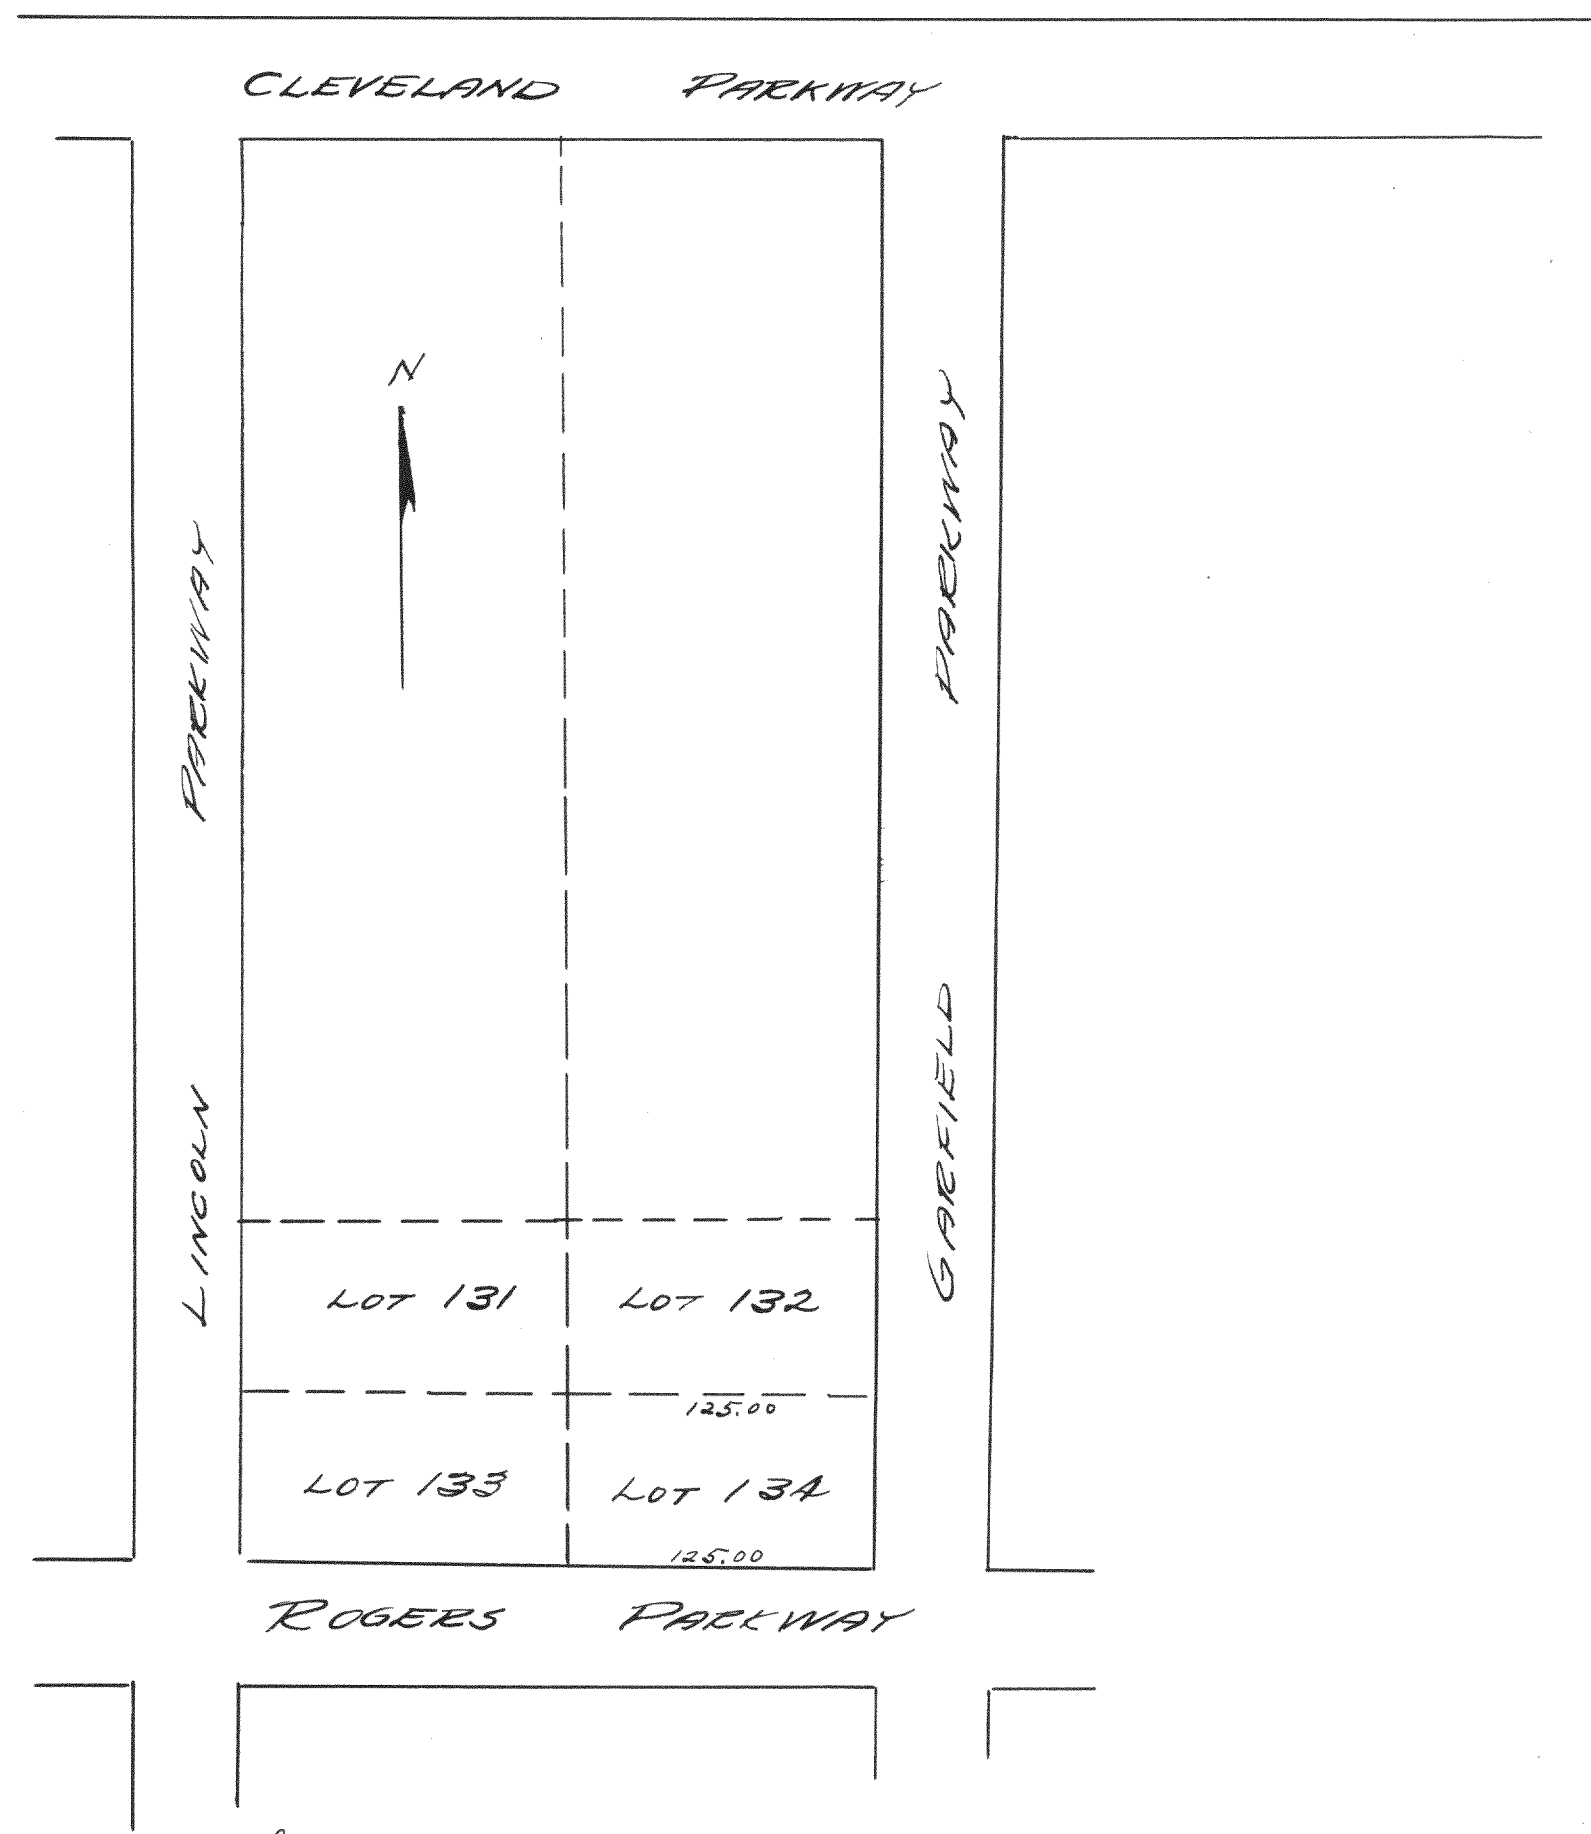 CLEVELAND PARKWAY
N
LINCOLN PARKWAY
GARFIELD PARKWAY
LOT 131 LOT 132
125.00
LOT 133 LOT 134
125.00
ROGERS PARKWAY